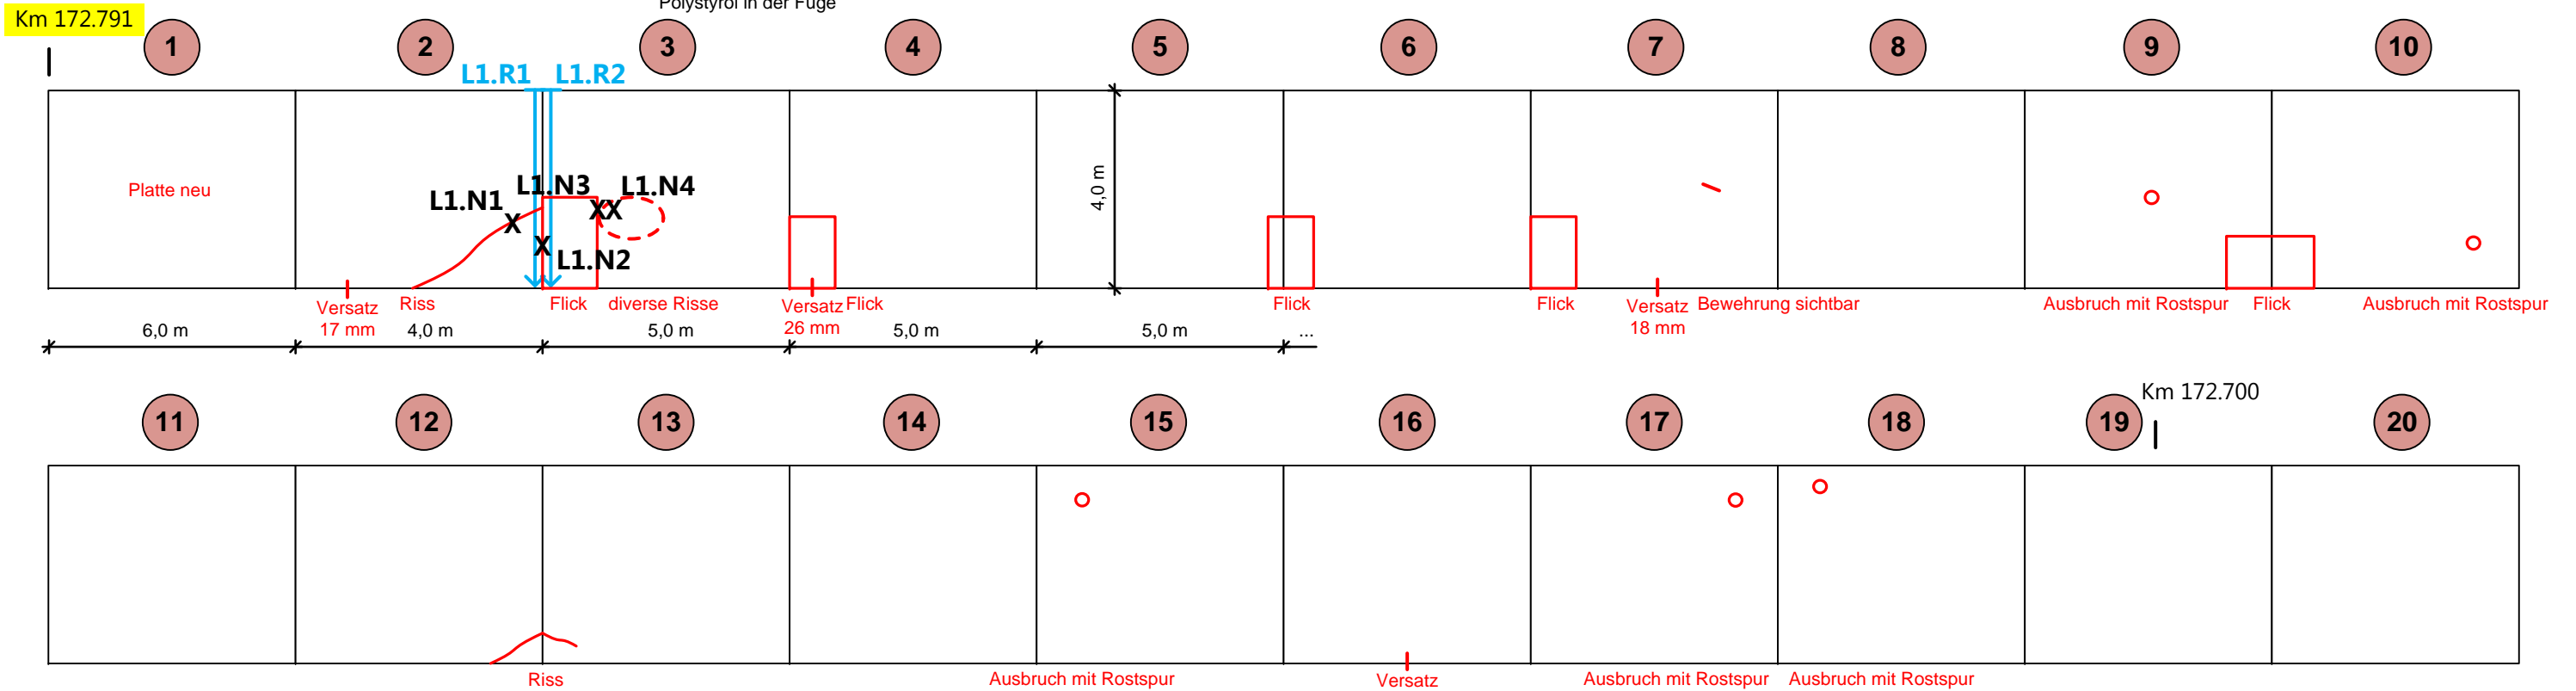 Polystyrol in der Fuge
Km 172.791
1 2 3 4 5 6 7 8 9 10
L1.R1 L1.R2
4,0 m
Platte neu
L1.N1 L1.N3 L1.N4
X XX
X
L1.N2
Versatz Riss Flick diverse Risse Versatz Flick Flick Flick Versatz Bewehrung sichtbar Ausbruch mit Rostspur Flick Ausbruch mit Rostspur
17 mm 26 mm 18 mm
6,0 m 4,0 m 5,0 m 5,0 m 5,0 m ...
Km 172.700
11 12 13 14 15 16 17 18 19 20
Riss Ausbruch mit Rostspur Versatz Ausbruch mit Rostspur Ausbruch mit Rostspur